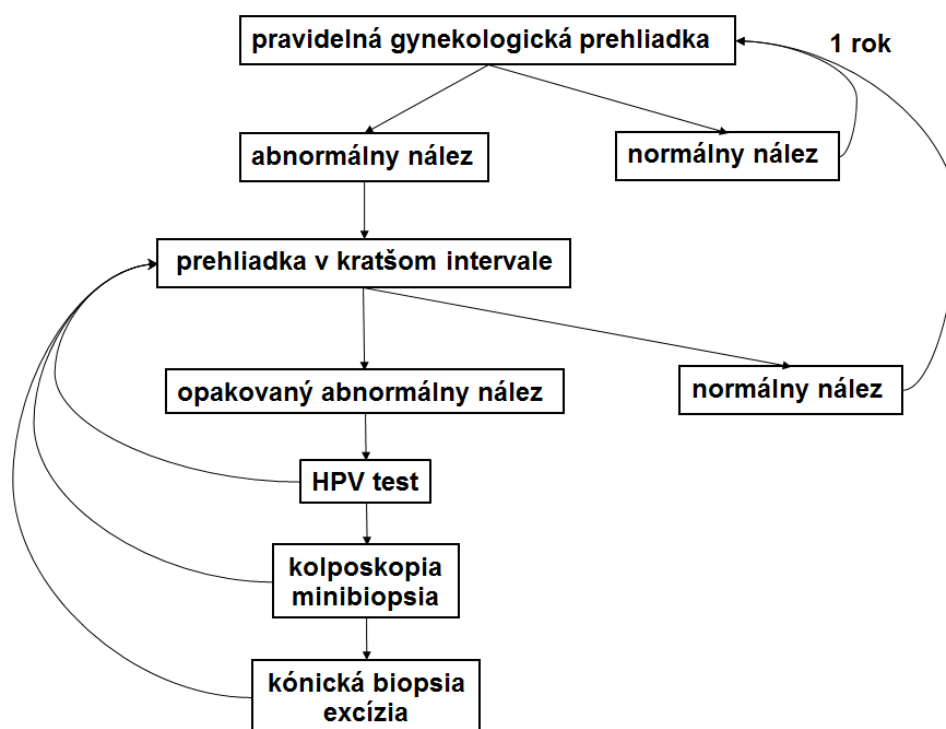 pravidelná gynekologická prehliadka
1 rok
abnormálny nález
normálny nález
prehliadka v kratšom intervale
opakovaný abnormálny nález
normálny nález
HPV test
kolposkopia
minibiopsia
kónická biopsia
excízia